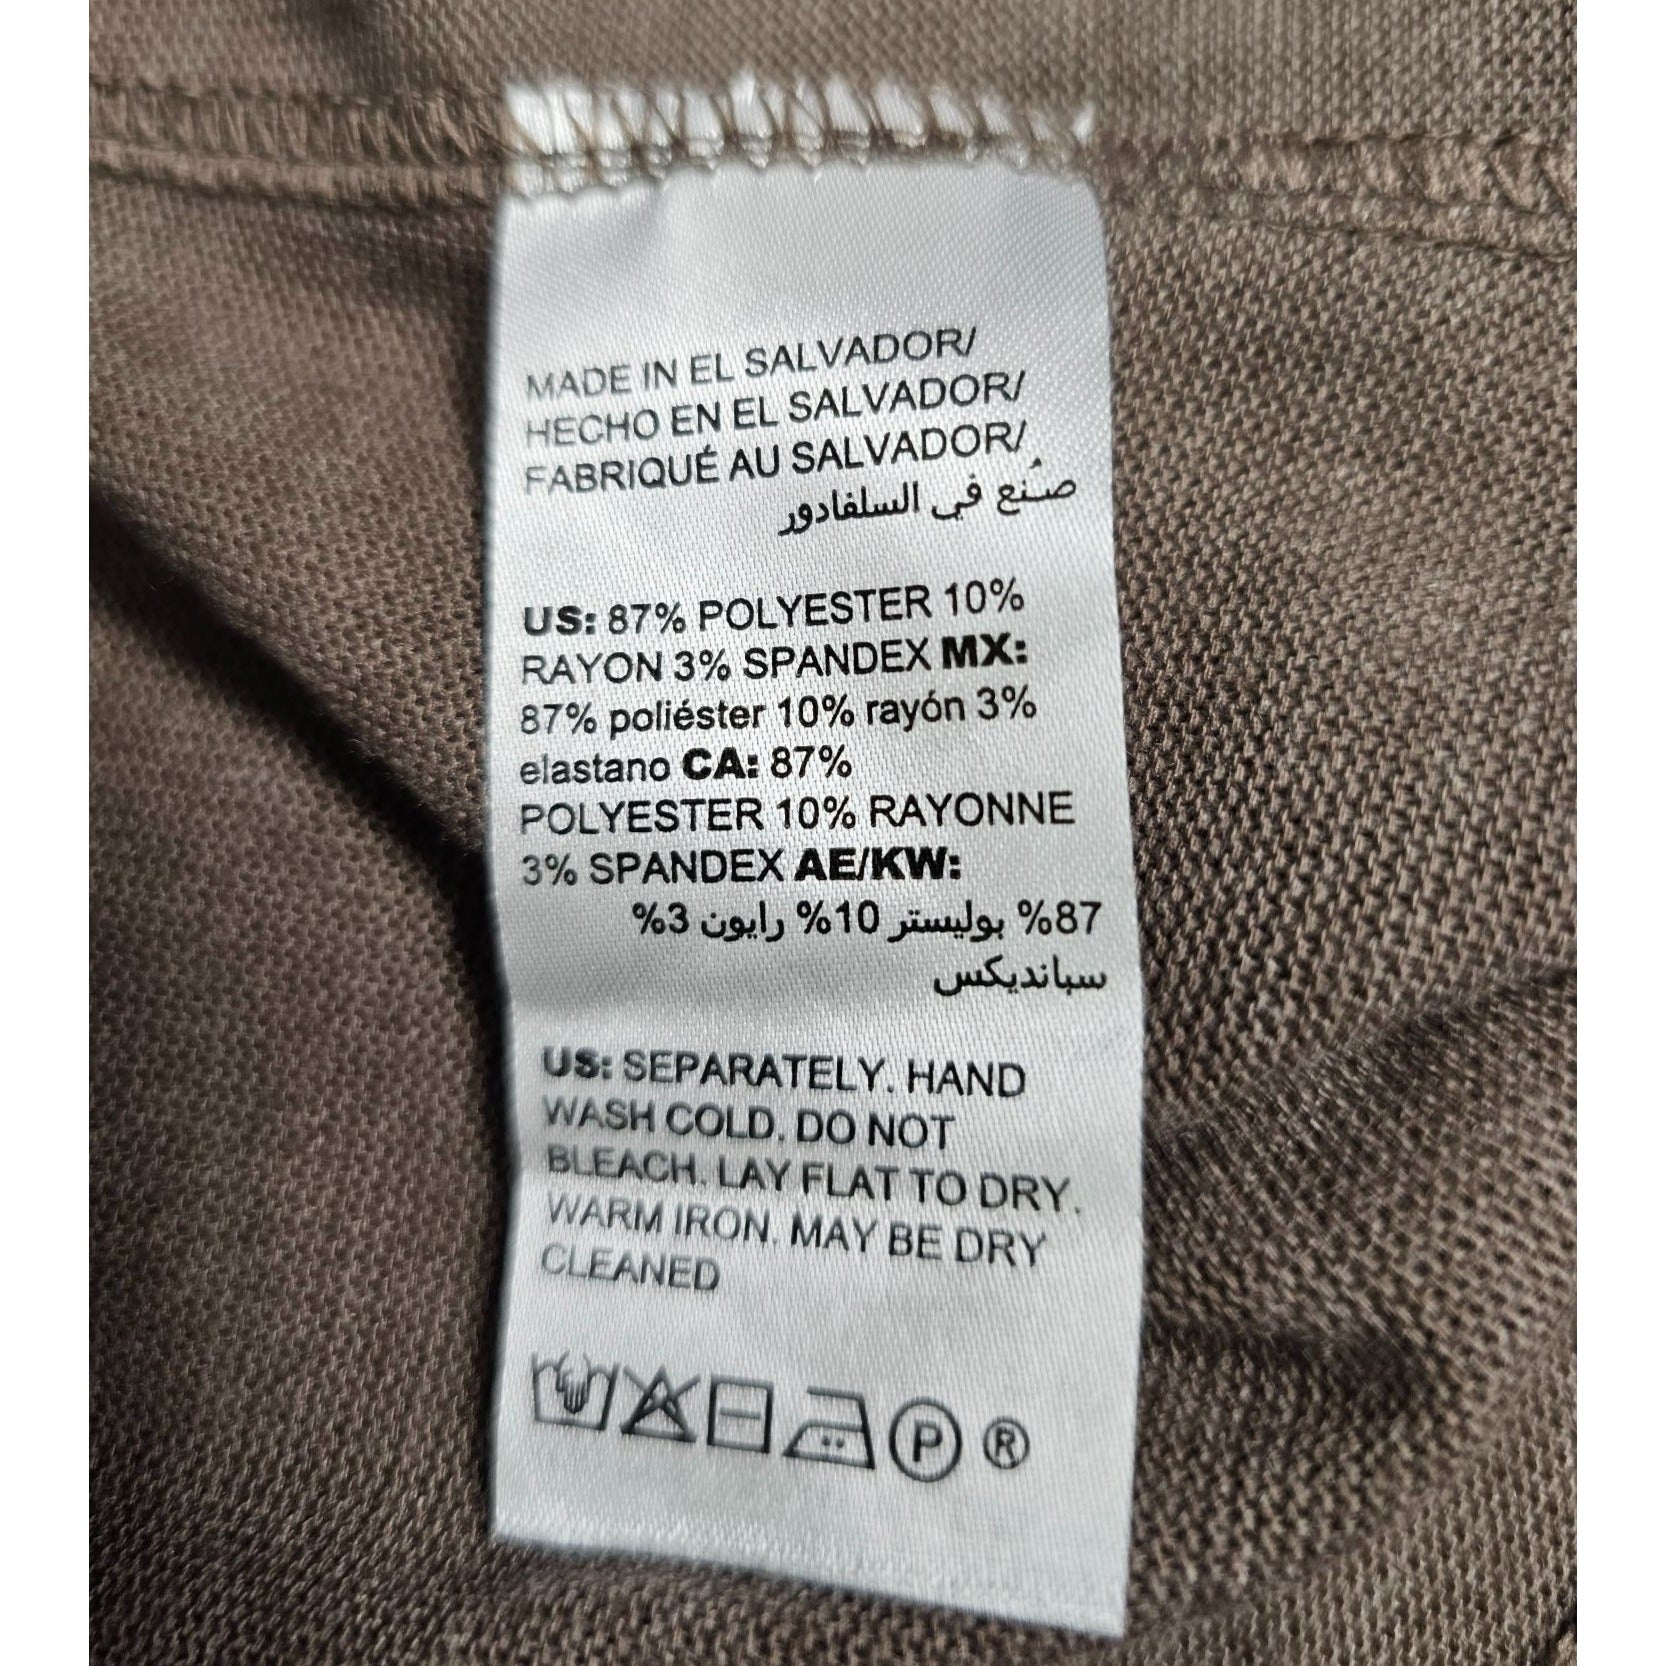 MADE IN EL SALVADOR/
HECHO EN EL SALVADOR/
FABRIQUÉ AU SALVADOR/
صُنع في السلفادور
US: 87% POLYESTER 10%
RAYON 3% SPANDEX MX:
87% poliéster 10% rayón 3%
elastano CA: 87%
POLYESTER 10% RAYONNE
3% SPANDEX AE/KW:
87% بوليستر 10% رايون 3%
سبانديكس
US: SEPARATELY. HAND
WASH COLD. DO NOT
BLEACH. LAY FLAT TO DRY.
WARM IRON. MAY BE DRY
CLEANED
P ®